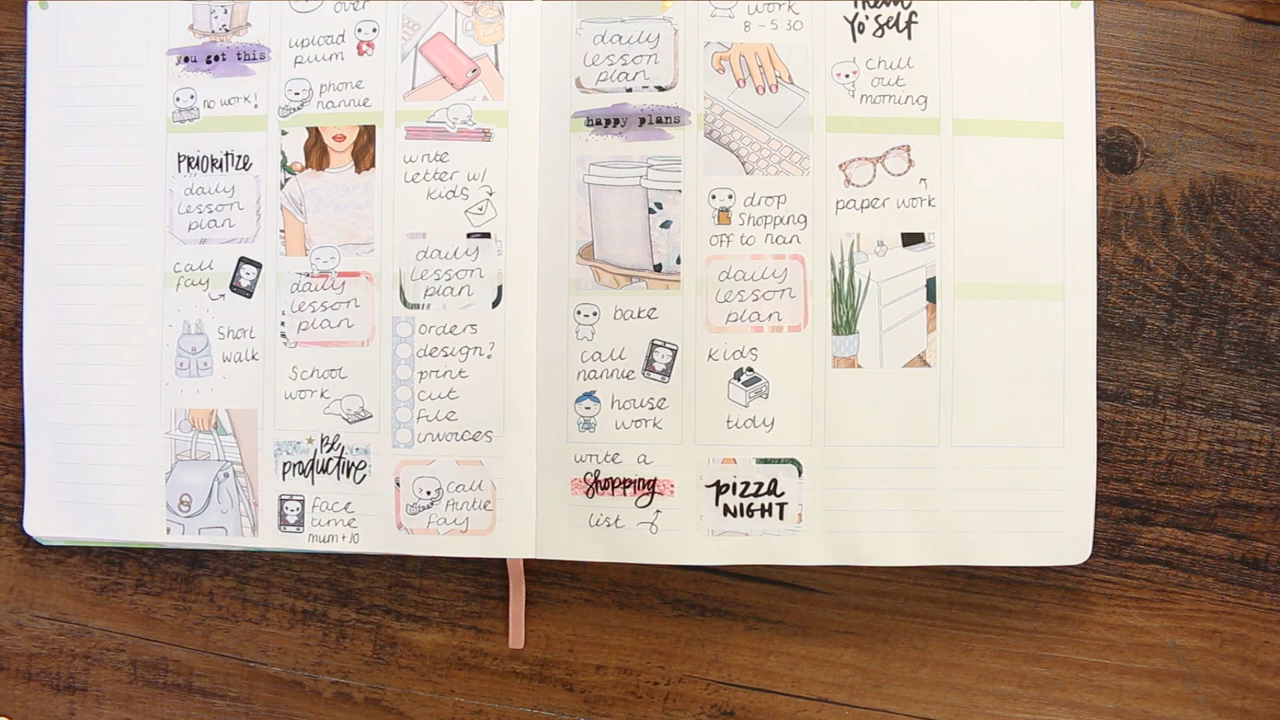 you got this
no work!
PRiORiTiZE
daily
lesson
plan
call
fay
Short
walk
over
upload
phone
nannie
daily
lesson
plan
School
work
Be
productive
face
time
mum + Jo
write
letter w/
kids
daily
lesson
plan
orders
design?
print
cut
file
invoices
Call
Auntie
fay
daily
lesson
plan
happy plans
bake
call
nannie
house
work
write a
Shopping
list
work
8 - 5.30
drop
Shopping
off to nan
daily
lesson
plan
kids
tidy
pizza
NiGHT
Yo' self
chill
out
morning
paper work